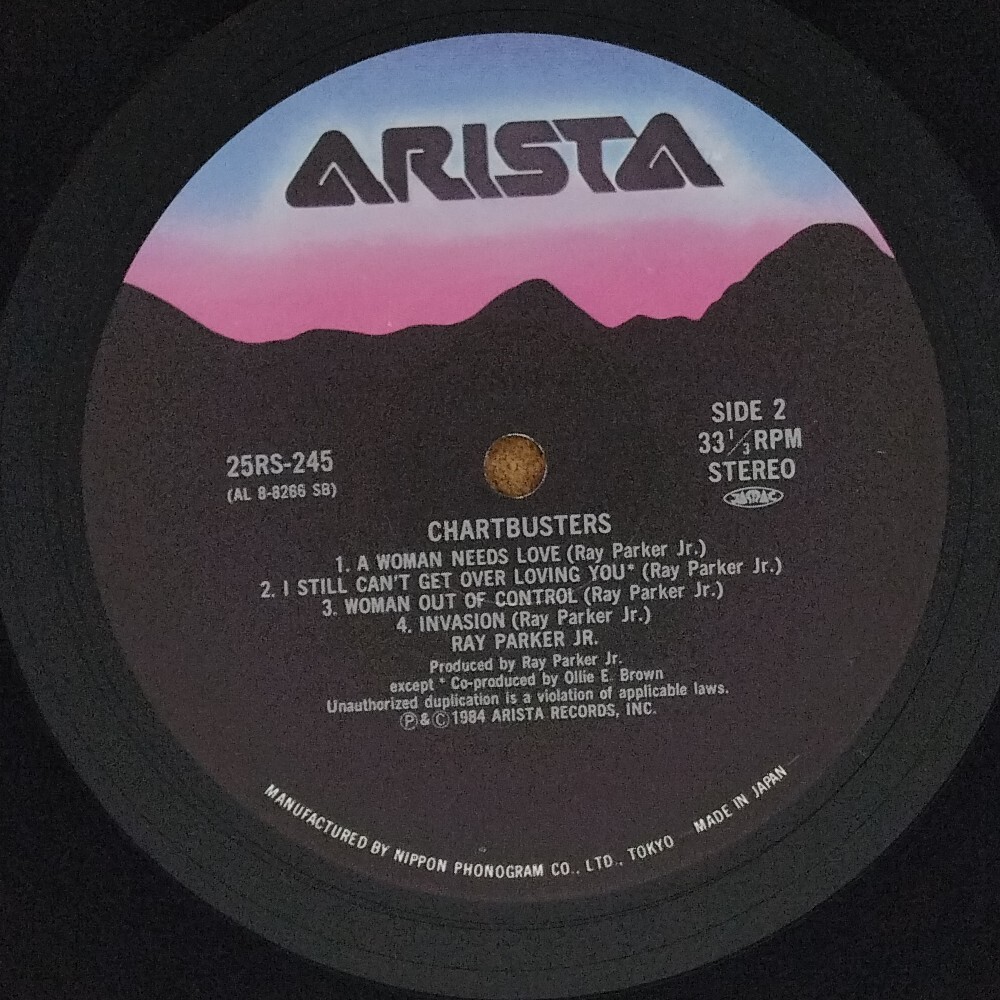 ARISTA
SIDE 2
33 1/3 RPM
STEREO
JASRAC
25RS-245
(AL 8-8266 SB)
CHARTBUSTERS
1. A WOMAN NEEDS LOVE (Ray Parker Jr.)
2. I STILL CAN'T GET OVER LOVING YOU* (Ray Parker Jr.)
3. WOMAN OUT OF CONTROL (Ray Parker Jr.)
4. INVASION (Ray Parker Jr.)
RAY PARKER JR.
Produced by Ray Parker Jr.
except * Co-produced by Ollie E. Brown
Unauthorized duplication is a violation of applicable laws.
Ⓟ & Ⓒ 1984 ARISTA RECORDS, INC.
MANUFACTURED BY NIPPON PHONOGRAM CO., LTD., TOKYO MADE IN JAPAN